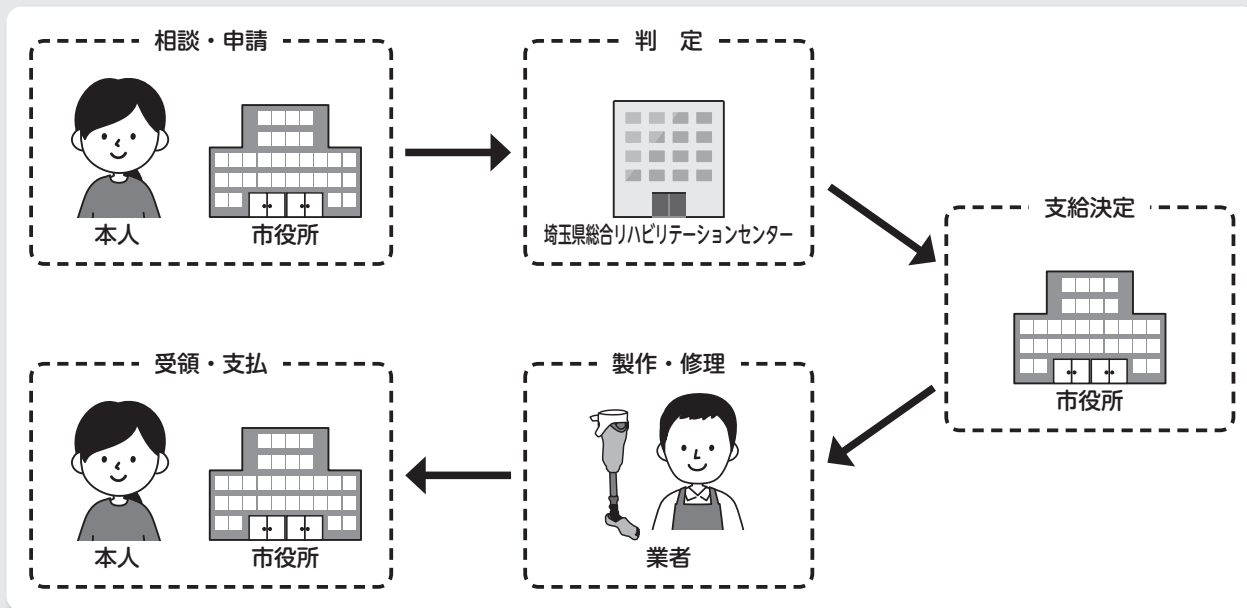 相談・申請
本人
市役所
判　定
埼玉県総合リハビリテーションセンター
支給決定
市役所
製作・修理
業者
受領・支払
本人
市役所